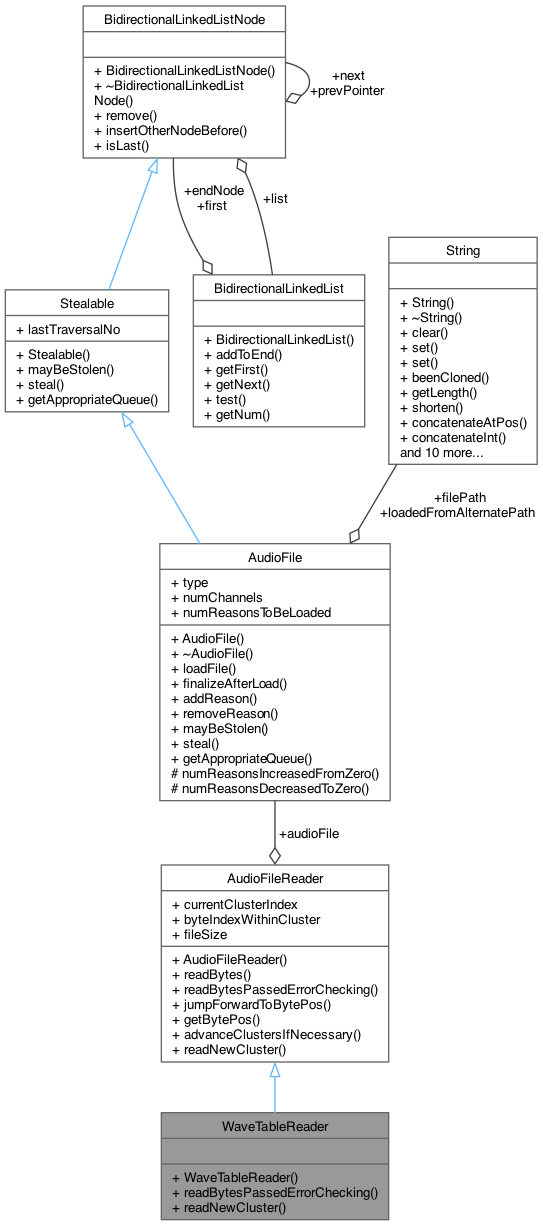 BidirectionalLinkedListNode
+ BidirectionalLinkedListNode()
+ ~BidirectionalLinkedList
Node()
+ remove()
+ insertOtherNodeBefore()
+ isLast()
+next
+prevPointer
+endNode
+first
+list
Stealable
+ lastTraversalNo
+ Stealable()
+ mayBeStolen()
+ steal()
+ getAppropriateQueue()
BidirectionalLinkedList
+ BidirectionalLinkedList()
+ addToEnd()
+ getFirst()
+ getNext()
+ test()
+ getNum()
String
+ String()
+ ~String()
+ clear()
+ set()
+ set()
+ beenCloned()
+ getLength()
+ shorten()
+ concatenateAtPos()
+ concatenateInt()
and 10 more...
+filePath
+loadedFromAlternatePath
AudioFile
+ type
+ numChannels
+ numReasonsToBeLoaded
+ AudioFile()
+ ~AudioFile()
+ loadFile()
+ finalizeAfterLoad()
+ addReason()
+ removeReason()
+ mayBeStolen()
+ steal()
+ getAppropriateQueue()
# numReasonsIncreasedFromZero()
# numReasonsDecreasedToZero()
+audioFile
AudioFileReader
+ currentClusterIndex
+ byteIndexWithinCluster
+ fileSize
+ AudioFileReader()
+ readBytes()
+ readBytesPassedErrorChecking()
+ jumpForwardToBytePos()
+ getBytePos()
+ advanceClustersIfNecessary()
+ readNewCluster()
WaveTableReader
+ WaveTableReader()
+ readBytesPassedErrorChecking()
+ readNewCluster()